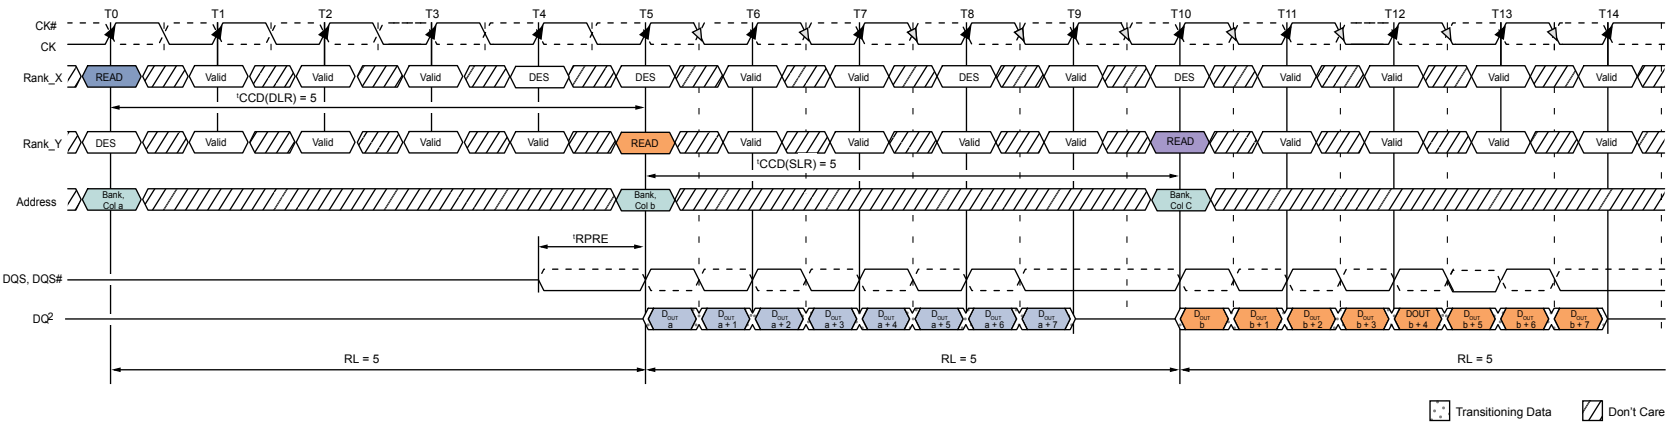 T0 T1 T2 T3 T4 T5 T6 T7 T8 T9 T10 T11 T12 T13 T14
CK#
CK
Rank_X READ Valid Valid Valid DES DES Valid Valid DES Valid DES Valid Valid Valid Valid
tCCD(DLR) = 5
Rank_Y DES Valid Valid Valid Valid READ Valid Valid Valid Valid READ Valid Valid Valid Valid
tCCD(SLR) = 5
Address Bank, Col a Bank, Col b Bank, Col C
tRPRE
DQS, DQS#
DQ2 DOUT a DOUT a + 1 DOUT a + 2 DOUT a + 3 DOUT a + 4 DOUT a + 5 DOUT a + 6 DOUT a + 7 DOUT b DOUT b + 1 DOUT b + 2 DOUT b + 3 DOUT b + 4 DOUT b + 5 DOUT b + 6 DOUT b + 7
RL = 5 RL = 5 RL = 5
Transitioning Data Don't Care